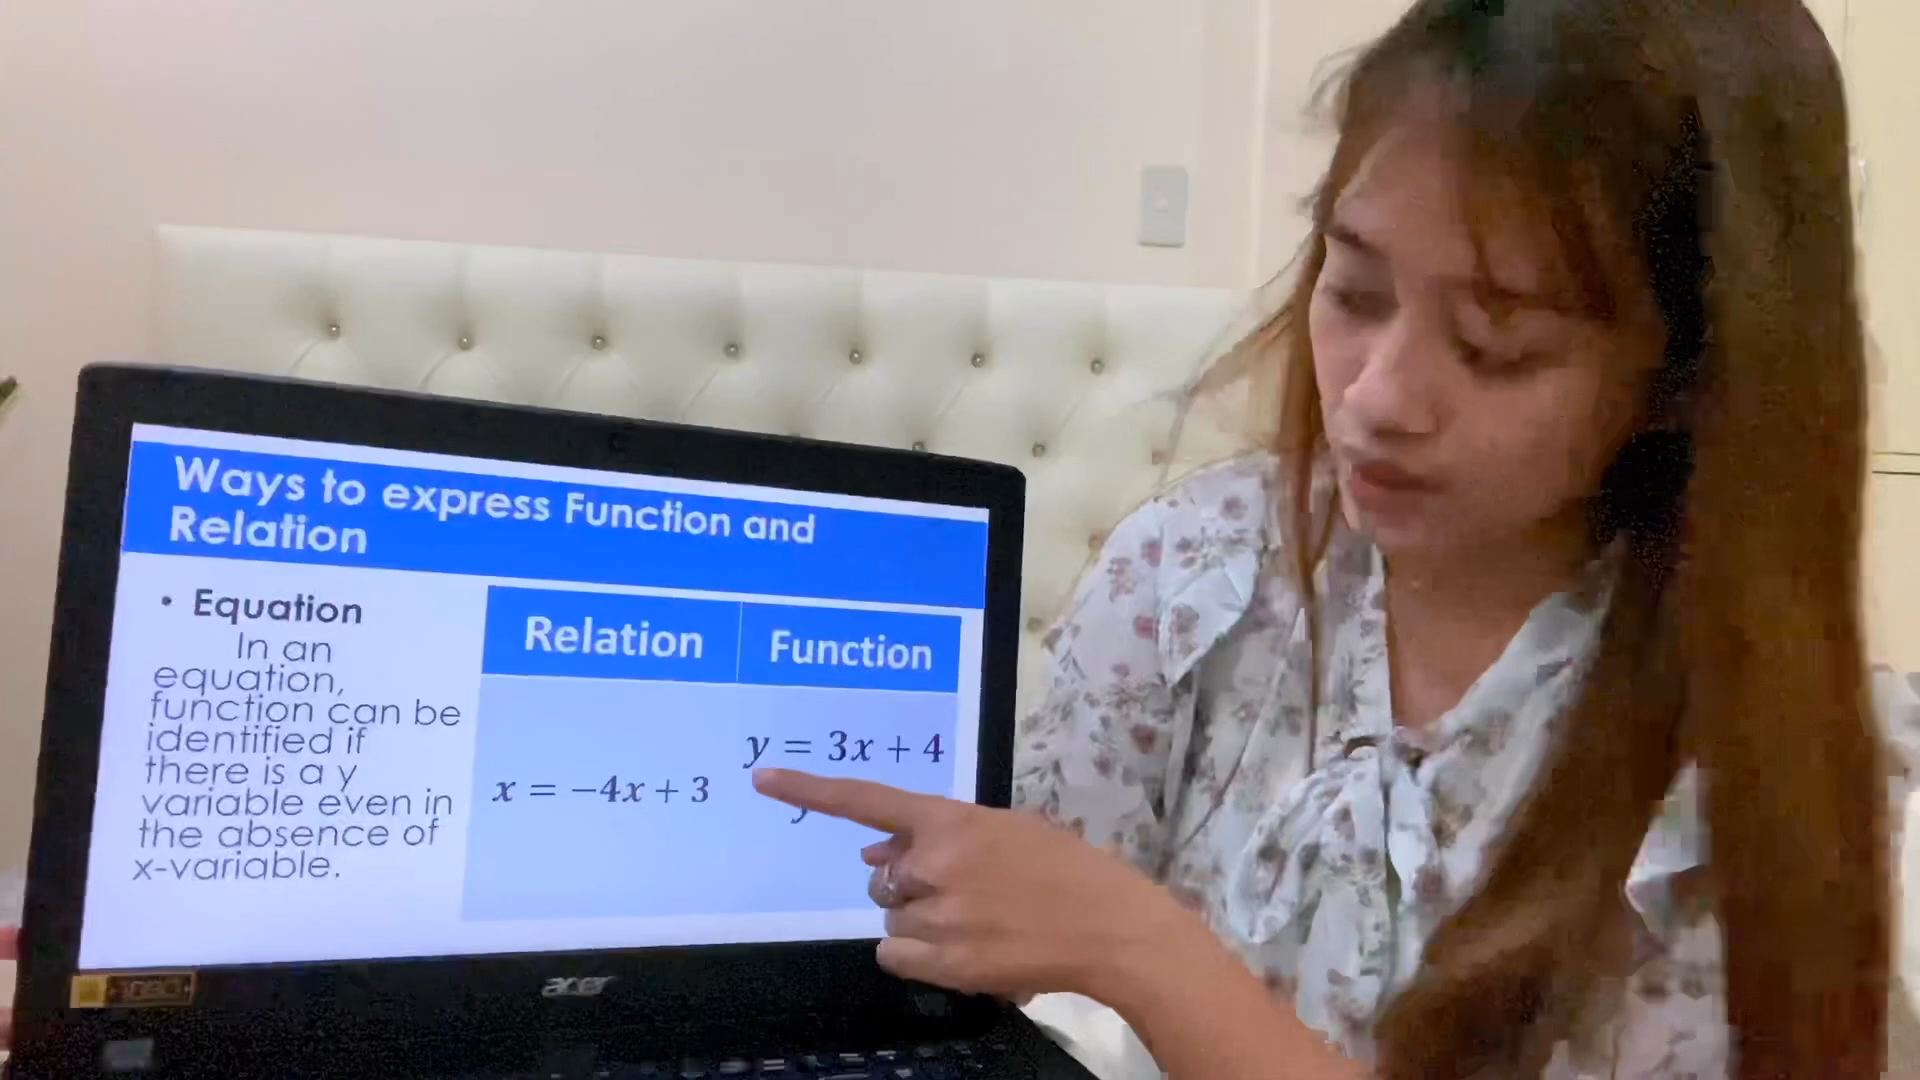 Ways to express Function and
Relation
• Equation
In an
equation,
function can be
identified if
there is a y
variable even in
the absence of
x-variable.
Relation
Function
x = −4x + 3
y = 3x + 4
acer